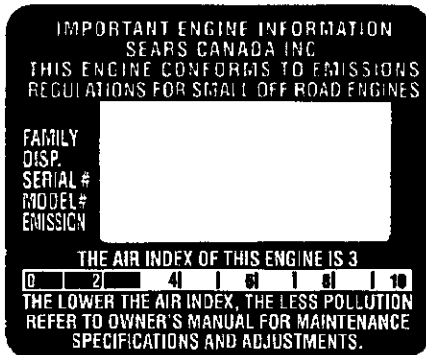 IMPORTANT ENGINE INFORMATION
SEARS CANADA INC
THIS ENGINE CONFORMS TO EMISSIONS
REGULATIONS FOR SMALL OFF ROAD ENGINES
FAMILY
DISP.
SERIAL #
MODEL#
EMISSION
THE AIR INDEX OF THIS ENGINE IS 3
0 2 4 6 8 10
THE LOWER THE AIR INDEX, THE LESS POLLUTION
REFER TO OWNER'S MANUAL FOR MAINTENANCE
SPECIFICATIONS AND ADJUSTMENTS.